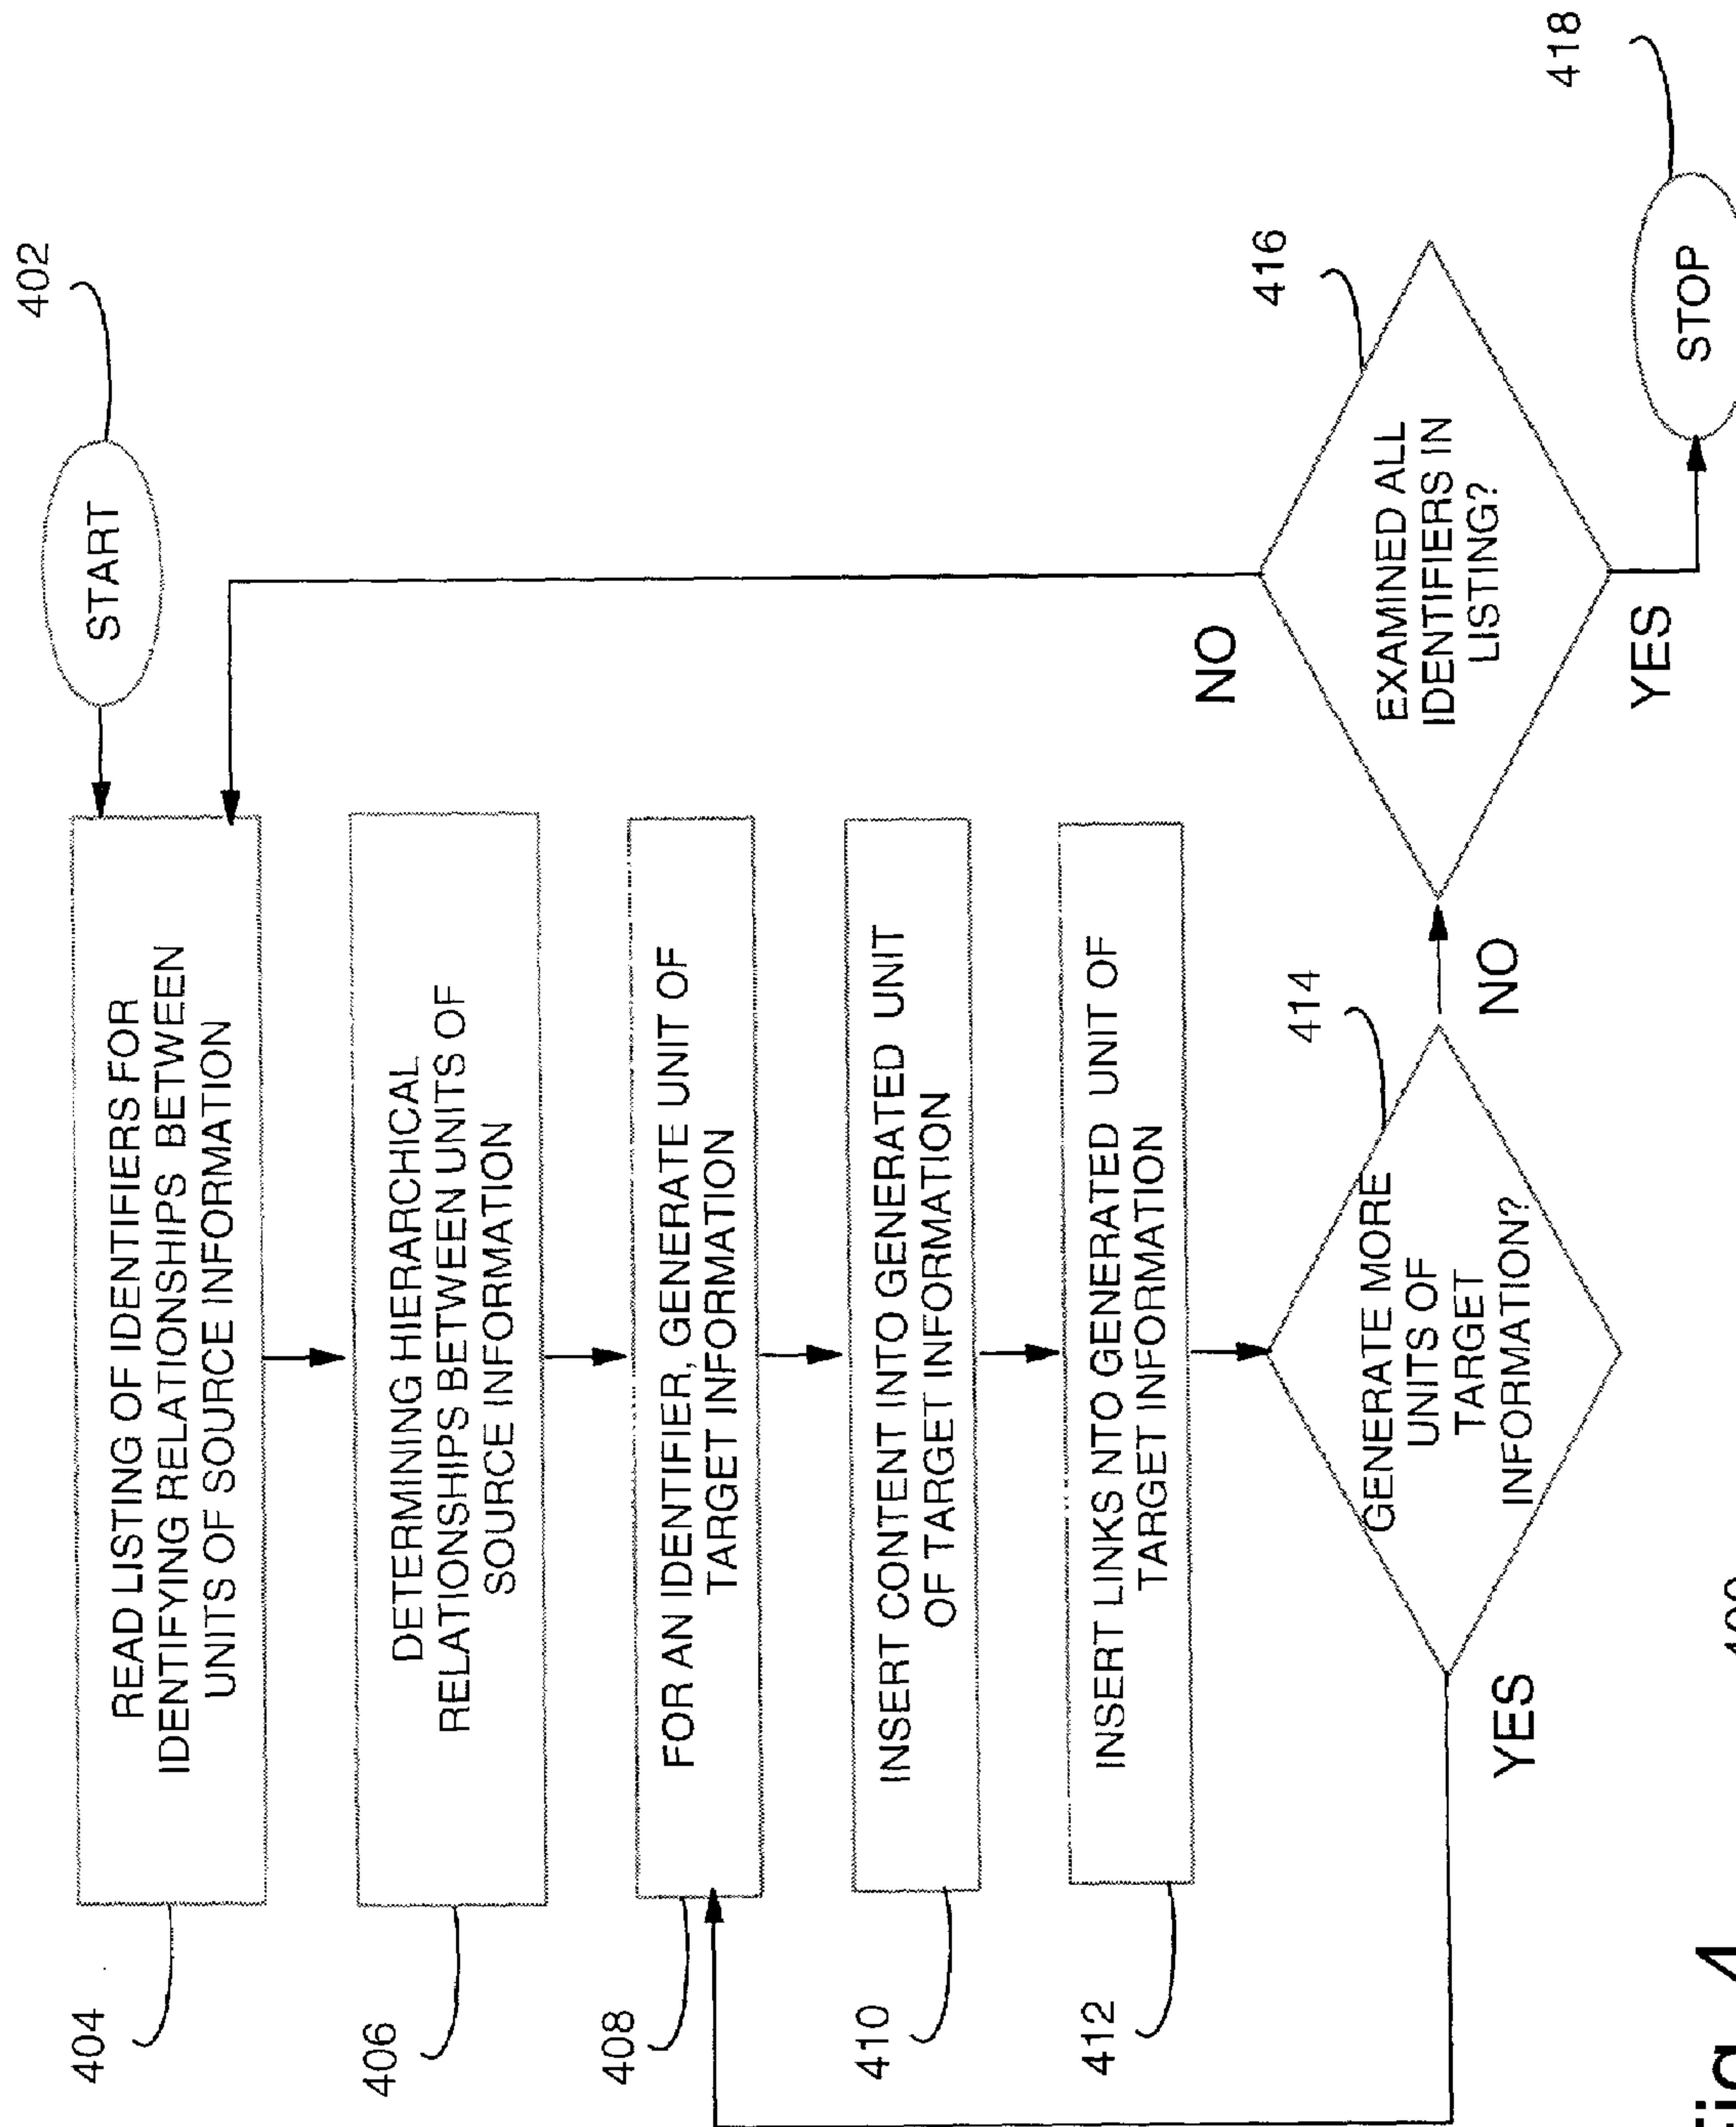 402
START
404
READ LISTING OF IDENTIFIERS FOR
IDENTIFYING RELATIONSHIPS BETWEEN
UNITS OF SOURCE INFORMATION
406
DETERMINING HIERARCHICAL
RELATIONSHIPS BETWEEN UNITS OF
SOURCE INFORMATION
408
FOR AN IDENTIFIER, GENERATE UNIT OF
TARGET INFORMATION
410
INSERT CONTENT INTO GENERATED UNIT
OF TARGET INFORMATION
412
INSERT LINKS NTO GENERATED UNIT OF
TARGET INFORMATION
414
GENERATE MORE
UNITS OF
TARGET
INFORMATION?
YES
NO
416
EXAMINED ALL
IDENTIFIERS IN
LISTING?
NO
YES
418
STOP